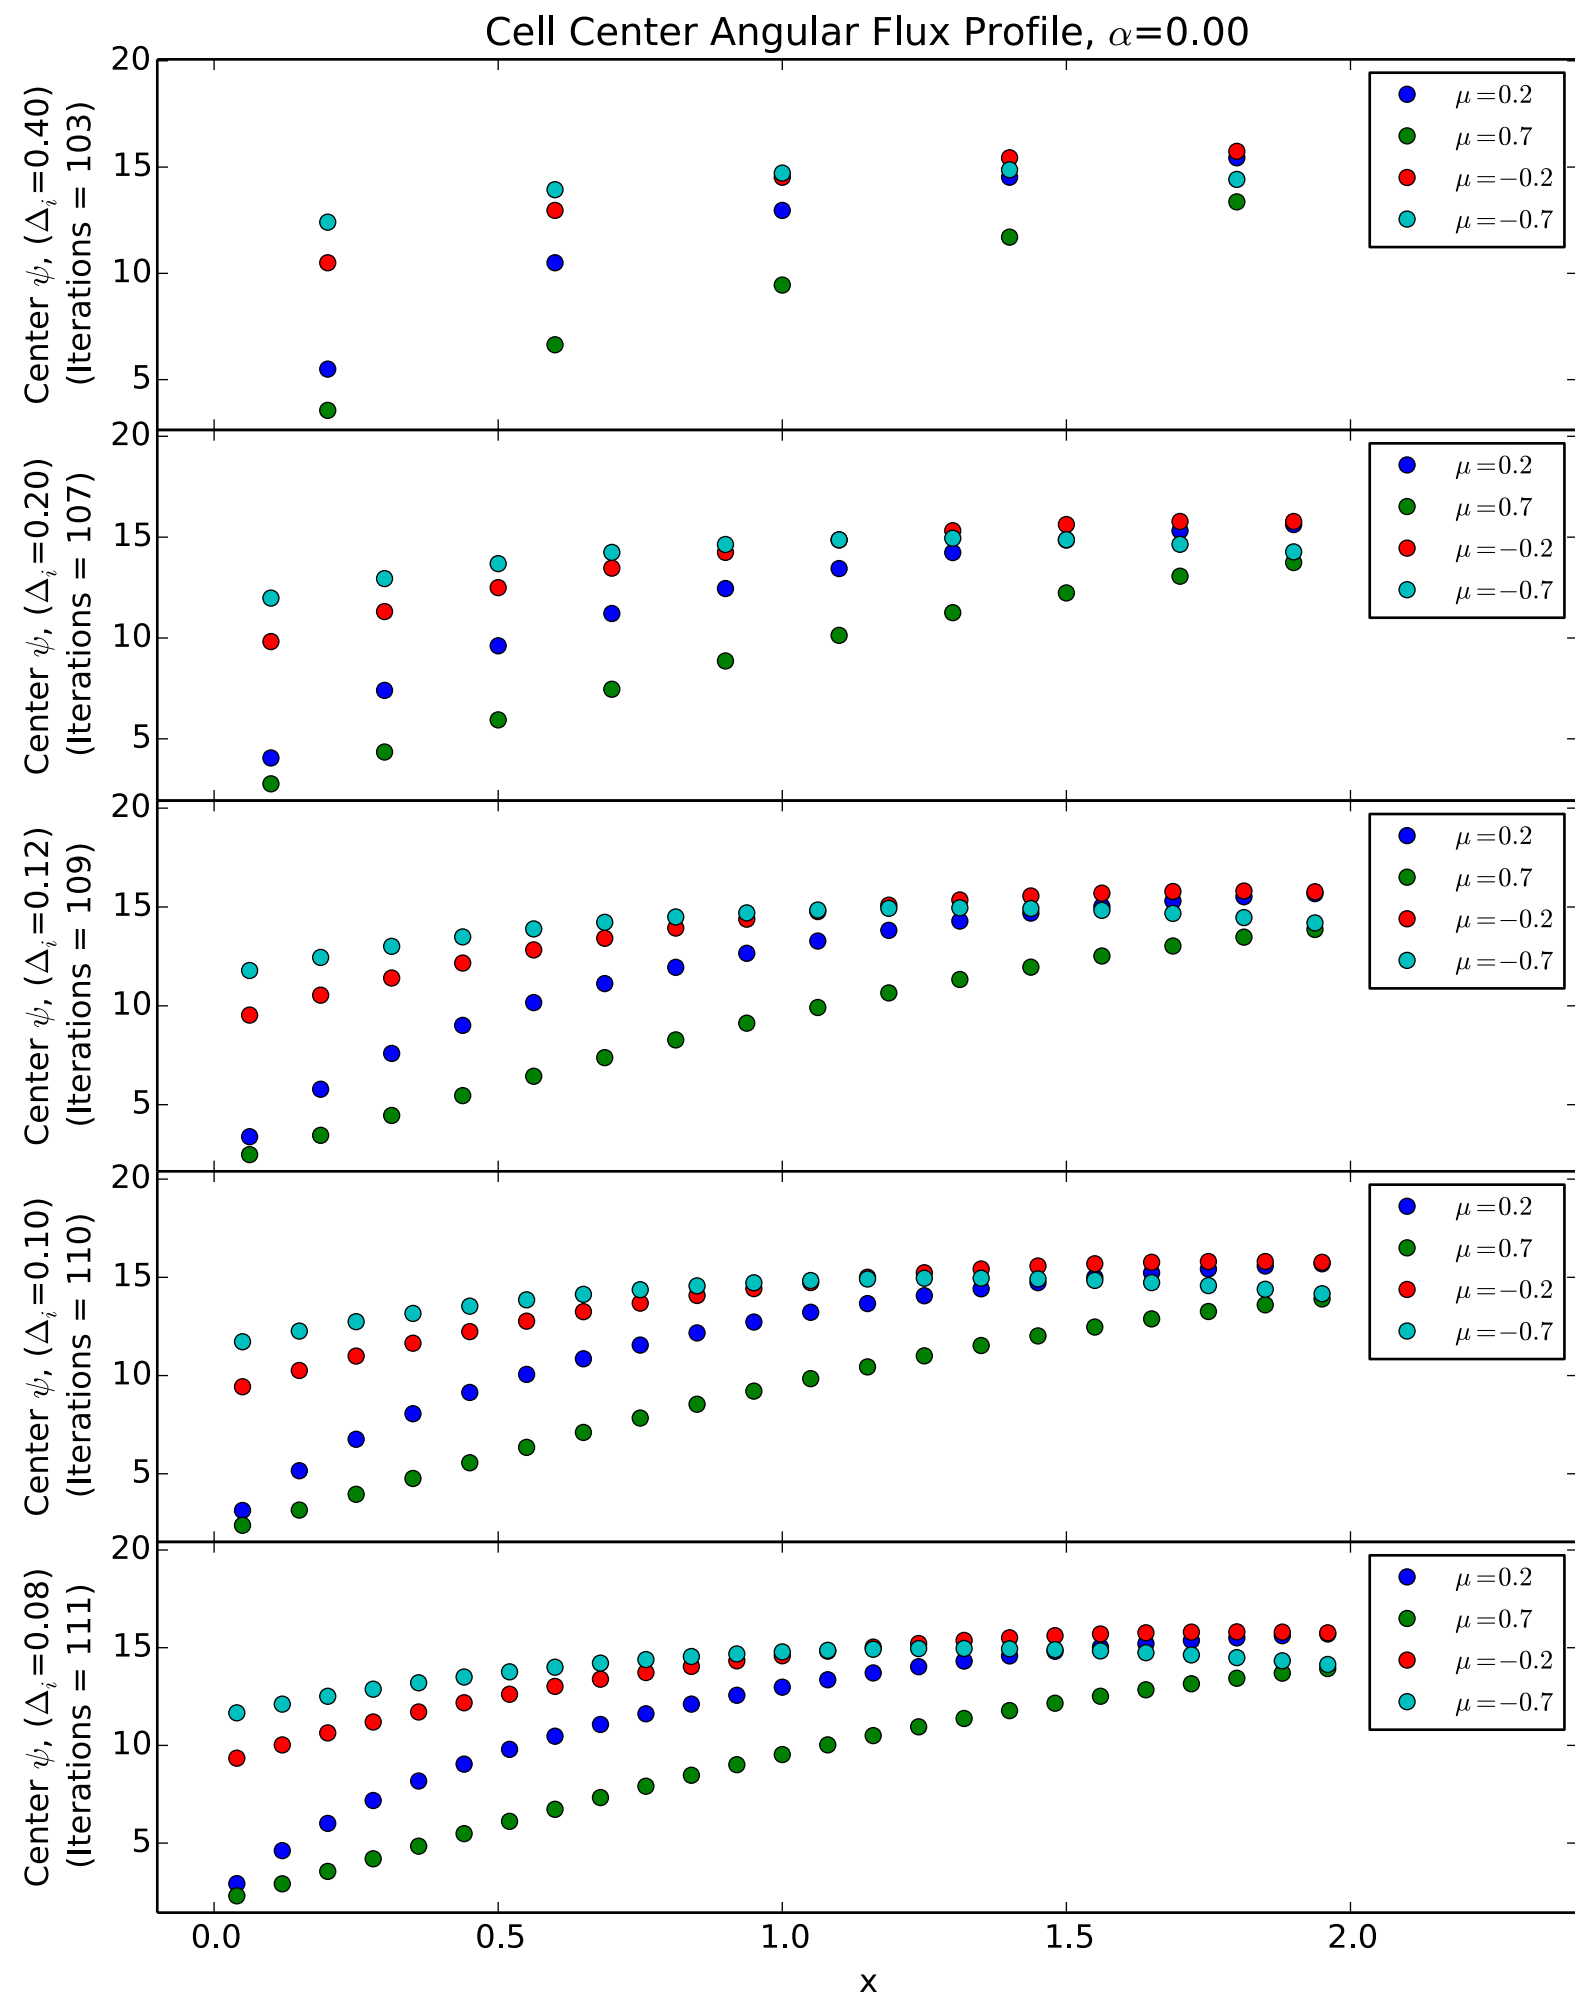 Cell Center Angular Flux Profile, α=0.00
Center ψ, (Δᵢ=0.40)
(Iterations = 103)
20
15
10
5
μ=0.2
μ=0.7
μ=−0.2
μ=−0.7
Center ψ, (Δᵢ=0.20)
(Iterations = 107)
20
15
10
5
μ=0.2
μ=0.7
μ=−0.2
μ=−0.7
Center ψ, (Δᵢ=0.12)
(Iterations = 109)
20
15
10
5
μ=0.2
μ=0.7
μ=−0.2
μ=−0.7
Center ψ, (Δᵢ=0.10)
(Iterations = 110)
20
15
10
5
μ=0.2
μ=0.7
μ=−0.2
μ=−0.7
Center ψ, (Δᵢ=0.08)
(Iterations = 111)
20
15
10
5
μ=0.2
μ=0.7
μ=−0.2
μ=−0.7
0.0 0.5 1.0 1.5 2.0
x